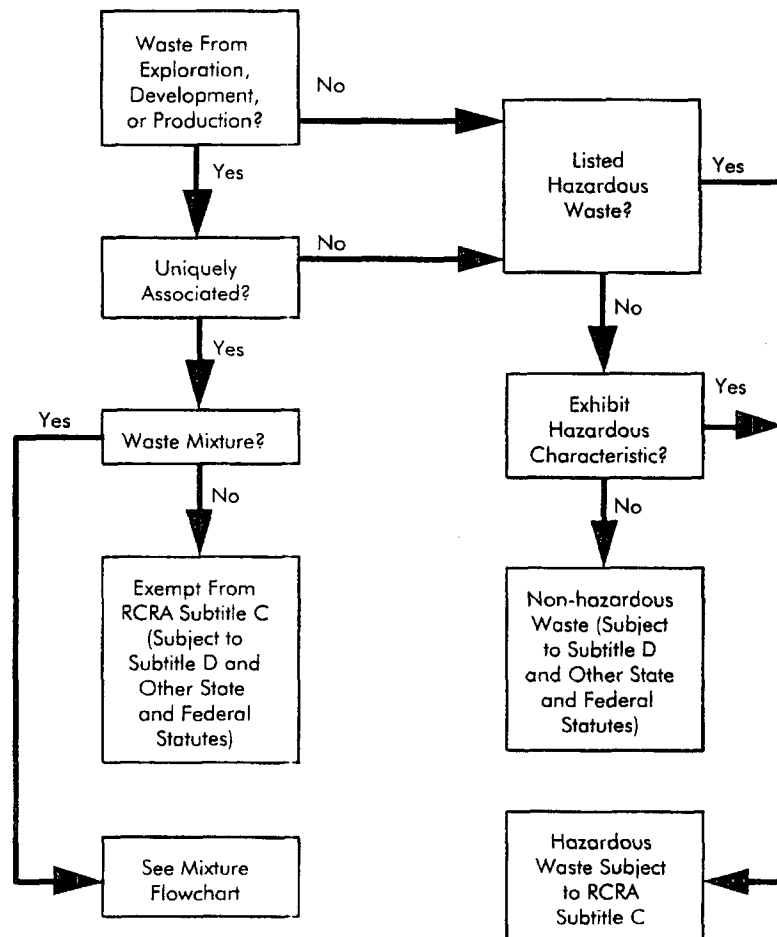 Waste From
Exploration,
Development,
or Production?
No
Yes
Listed
Hazardous
Waste?
Yes
Uniquely
Associated?
No
Yes
No
Yes
Waste Mixture?
No
Exhibit
Hazardous
Characteristic?
Yes
No
Exempt From
RCRA Subtitle C
(Subject to
Subtitle D and
Other State
and Federal
Statutes)
Non-hazardous
Waste (Subject
to Subtitle D
and Other State
and Federal
Statutes)
See Mixture
Flowchart
Hazardous
Waste Subject
to RCRA
Subtitle C